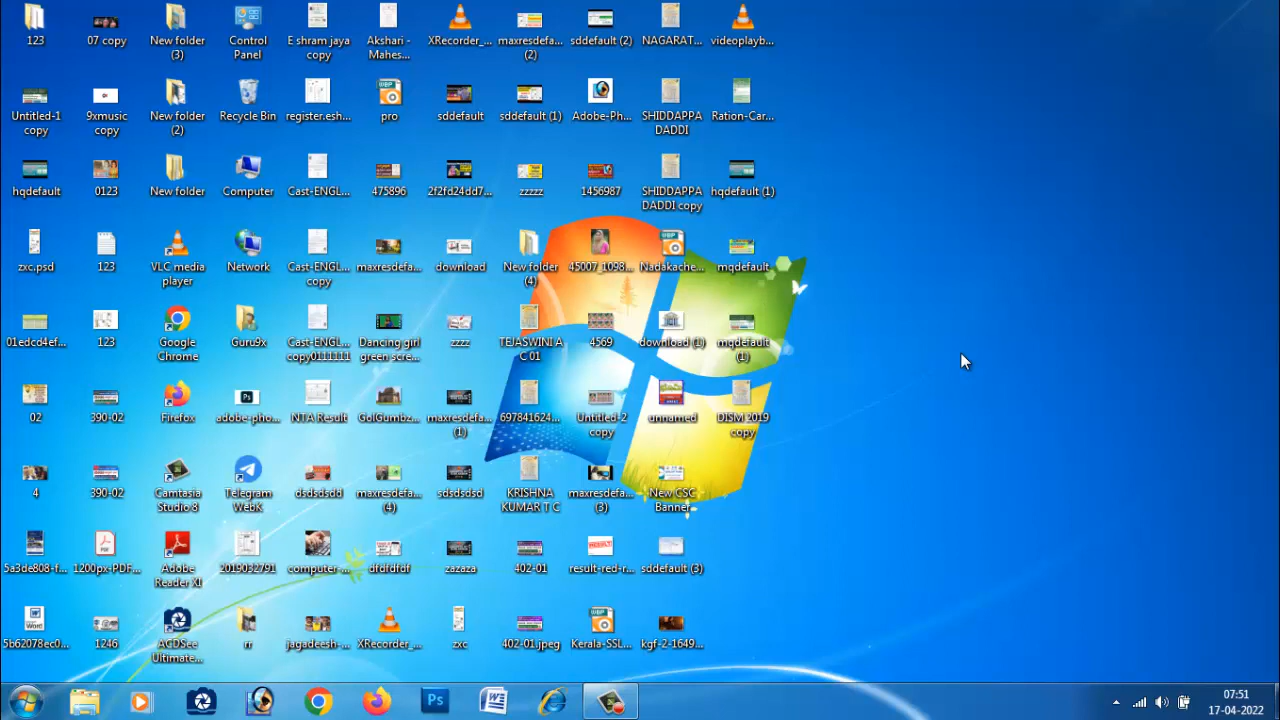 123
07 copy
New folder
(3)
Control
Panel
E shram jaya
copy
Akshari -
Mahes...
XRecorder_...
maxresdefa...
(2)
sddefault (2)
NAGARAT...
videoplayb...
Untitled-1
copy
9xmusic
copy
New folder
(2)
Recycle Bin
register.esh...
pro
sddefault
sddefault (1)
Adobe-Ph...
SHIDDAPPA
DADDI
Ration-Car...
hqdefault
0123
New folder
Computer
Cast-ENGL...
475896
2f2fd24dd7...
zzzzz
1456987
SHIDDAPPA
DADDI copy
hqdefault (1)
zxc.psd
123
VLC media
player
Network
Cast-ENGL...
copy
maxresdefa...
download
New folder
(4)
45007_1098...
Nadakache...
mqdefault
01edcd4ef...
123
Google
Chrome
Guru9x
Cast-ENGL...
copy0111111
Dancing girl
green scre...
zzzz
TEJASWINI A
C 01
4569
download (1)
mqdefault
(1)
02
390-02
Firefox
adobe-pho...
NTA Result
GolGumbz...
maxresdefa...
(1)
697841624...
Untitled-2
copy
unnamed
DISM 2019
copy
4
390-02
Camtasia
Studio 8
Telegram
WebK
dsdsdsdd
maxresdefa...
(4)
sdsdsdsd
KRISHNA
KUMAR T C
maxresdefa...
(3)
New CSC
Banner
5a3de808-f...
1200px-PDF...
Adobe
Reader XI
2019032791
computer-...
dfdfdfdf
zazaza
402-01
result-red-r...
sddefault (3)
5b62078ec0...
1246
ACDSee
Ultimate...
rr
jagadeesh-...
XRecorder_...
zxc
402-01.jpeg
Kerala-SSL...
kgf-2-1649...
Ps
07:51
17-04-2022